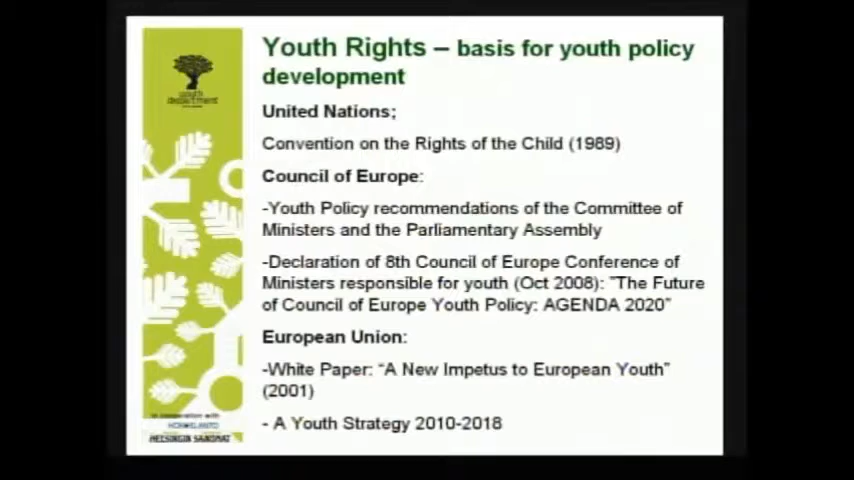 youth
department
Youth Rights – basis for youth policy
development
United Nations;
Convention on the Rights of the Child (1989)
Council of Europe:
-Youth Policy recommendations of the Committee of
Ministers and the Parliamentary Assembly
-Declaration of 8th Council of Europe Conference of
Ministers responsible for youth (Oct 2008): ”The Future
of Council of Europe Youth Policy: AGENDA 2020”
European Union:
-White Paper: “A New Impetus to European Youth”
(2001)
- A Youth Strategy 2010-2018
in cooperation with
HELSINGIN SANOMAT